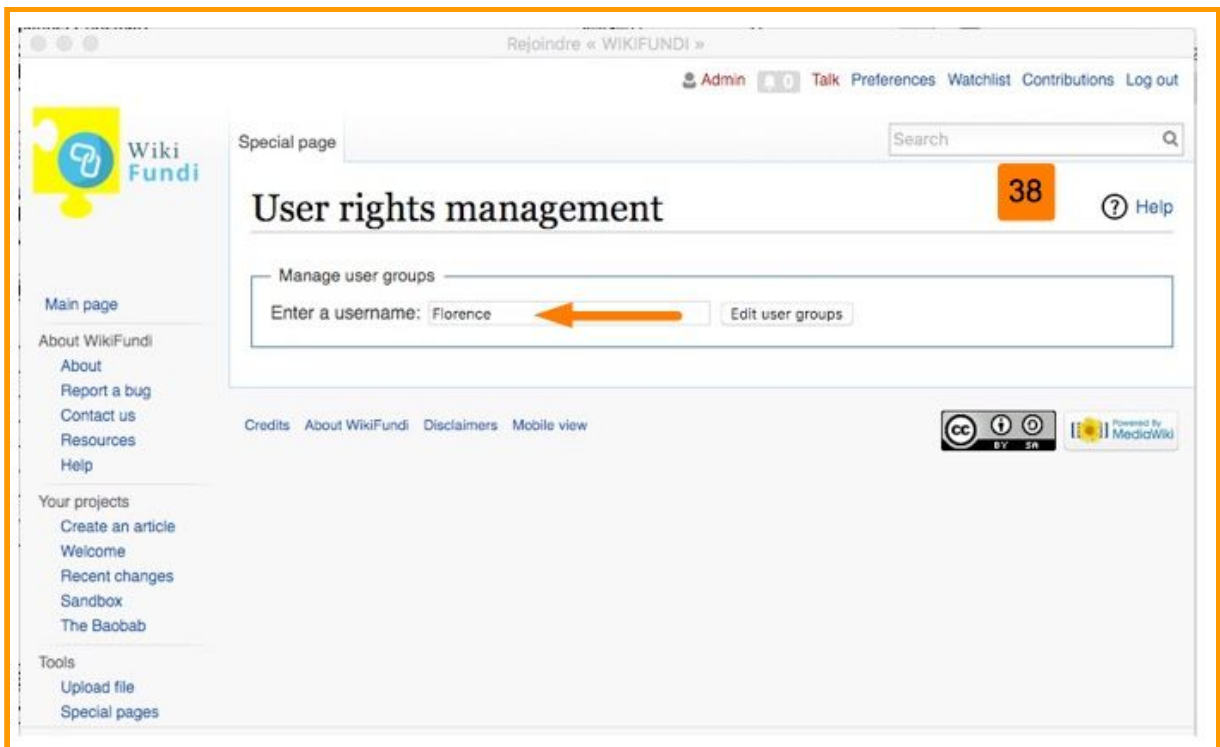 Rejoindre « WIKIFUNDI »
Admin 0 Talk Preferences Watchlist Contributions Log out
Wiki
Fundi
Special page
Search
User rights management
38
Help
Manage user groups
Enter a username: Florence Edit user groups
Main page
About WikiFundi
About
Report a bug
Contact us
Resources
Help
Your projects
Create an article
Welcome
Recent changes
Sandbox
The Baobab
Tools
Upload file
Special pages
Credits About WikiFundi Disclaimers Mobile view
cc BY SA
Powered By
MediaWiki